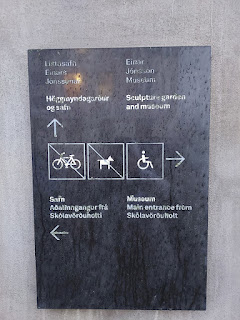 Listasafn
Einars
Jónssonar
Einar
Jónsson
Museum
Höggmyndagarður
og safn
Sculpture garden
and museum
Safn
Aðalinngangur frá
Skólavörðuholti
Museum
Main entrance from
Skólavörðuholt